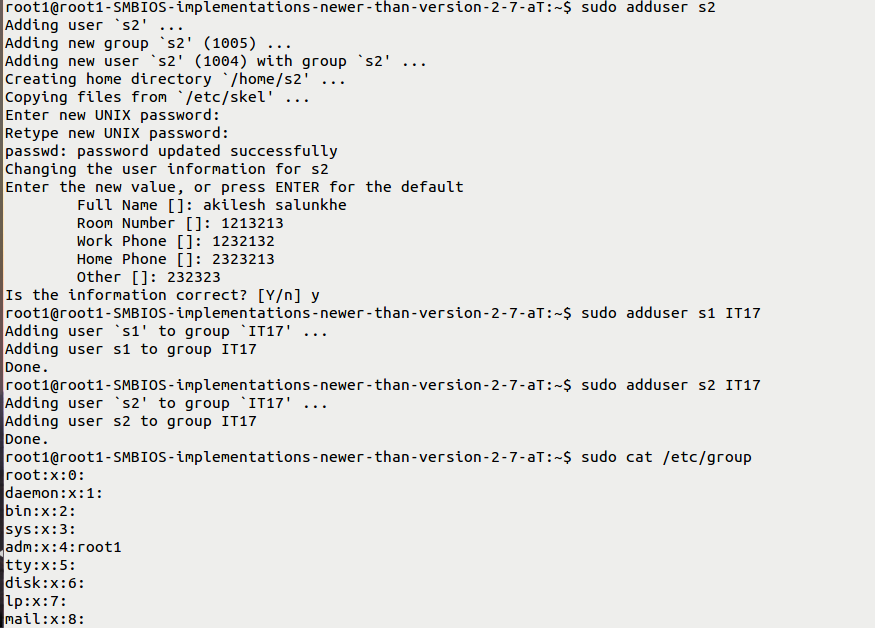 root1@root1-SMBIOS-implementations-newer-than-version-2-7-aT:~$ sudo adduser s2
Adding user `s2' ...
Adding new group `s2' (1005) ...
Adding new user `s2' (1004) with group `s2' ...
Creating home directory `/home/s2' ...
Copying files from `/etc/skel' ...
Enter new UNIX password:
Retype new UNIX password:
passwd: password updated successfully
Changing the user information for s2
Enter the new value, or press ENTER for the default
        Full Name []: akilesh salunkhe
        Room Number []: 1213213
        Work Phone []: 1232132
        Home Phone []: 2323213
        Other []: 232323
Is the information correct? [Y/n] y
root1@root1-SMBIOS-implementations-newer-than-version-2-7-aT:~$ sudo adduser s1 IT17
Adding user `s1' to group `IT17' ...
Adding user s1 to group IT17
Done.
root1@root1-SMBIOS-implementations-newer-than-version-2-7-aT:~$ sudo adduser s2 IT17
Adding user `s2' to group `IT17' ...
Adding user s2 to group IT17
Done.
root1@root1-SMBIOS-implementations-newer-than-version-2-7-aT:~$ sudo cat /etc/group
root:x:0:
daemon:x:1:
bin:x:2:
sys:x:3:
adm:x:4:root1
tty:x:5:
disk:x:6:
lp:x:7:
mail:x:8: